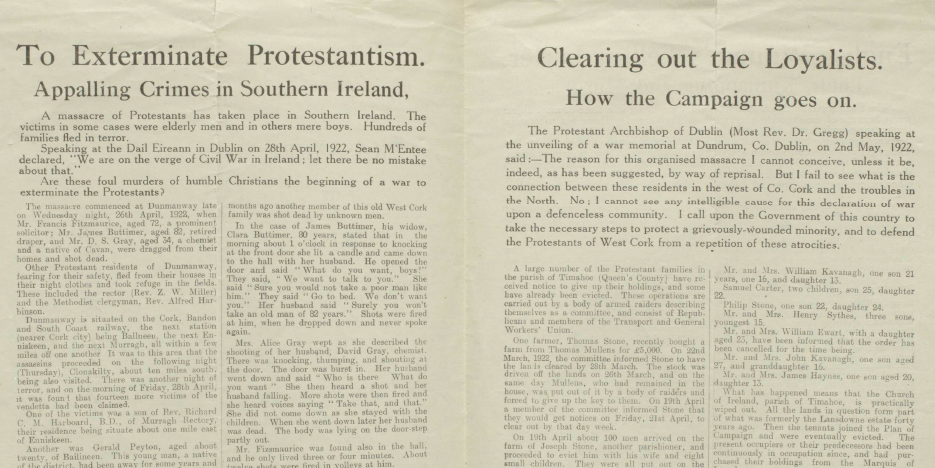 To Exterminate Protestantism.
Appalling Crimes in Southern Ireland,
A massacre of Protestants has taken place in Southern Ireland. The
victims in some cases were elderly men and in others mere boys. Hundreds of
families fled in terror.
Speaking at the Dail Eireann in Dublin on 28th April, 1922, Sean M'Entee
declared, "We are on the verge of Civil War in Ireland; let there be no mistake
about that."
Are these foul murders of humble Christians the beginning of a war to
exterminate the Protestants?
The massacre commenced at Dunmanway late
on Wednesday night, 26th April, 1922, when
Mr. Francis Fitzmaurice, aged 72, a prominent
solicitor; Mr. James Buttimer, aged 82, retired
draper, and Mr. D. S. Gray, aged 34, a chemist
and a native of Cavan, were dragged from their
homes and shot dead.
Other Protestant residents of Dunmanway,
fearing for their safety, fled from their houses in
their night clothes and took refuge in the fields.
These included the rector (Rev. Z. W. Miller)
and the Methodist clergyman, Rev. Alfred Har-
binson.
Dunmanway is situated on the Cork, Bandon
and South Coast railway, the next station
(nearer Cork city) being Ballineen, the next En-
niskeen, and the next Murragh, all within a few
miles off one another. It was in this area that the
assassins proceeded on the following night
(Thursday), Clonakilty, about ten miles south,
being also visited. There was another night of
terror, and on the morning of Friday, 28th April,
it was found that fourteen more victims of the
vendetta had been claimed.
One of the victims was a son of Rev. Richard
C. M. Harboard, B.D., of Murragh Rectory,
their residence being situate about one mile east
of Enniskeen.
Another was Gerald Peyton, aged about
twenty, of Ballineen. This young man, a native
of the district, had been away for some years and
months ago another member of this old West Cork
family was shot dead by unknown men.
In the case of James Buttimer, his widow,
Clara Buttimer, 80 years, stated that in the
morning about 1 o'clock in response to knocking
at the front door she lit a candle and came down
to the hall with her husband. He opened the
door and said "What do you want, boys?"
They said, "We want to talk to you." She
said "Sure you would not take a poor man like
him." They said "Go to bed. We don't want
you." Her husband said "Surely you won't
take an old man of 82 years." Shots were fired
at him, when he dropped down and never spoke
again.
Mrs. Alice Gray wept as she described the
shooting of her husband, David Gray, chemist.
There was knocking, thumping, and shouting at
the door. The door was burst in. Her husband
went down and said "Who is there. What do
you want?" She then heard a shot and her
husband falling. More shots were then fired and
she heard voices saying "Take that, and that."
She did not come down as she stayed with the
children. When she went down later her husband
was dead. The body was lying on the door-step
partly out.
Mr. Fizmaurice was found also in the hall,
and he only lived three or four minutes. About
twelve shots were fired in volleys at him.
Clearing out the Loyalists.
How the Campaign goes on.
The Protestant Archbishop of Dublin (Most Rev. Dr. Gregg) speaking at
the unveiling of a war memorial at Dundrum, Co. Dublin, on 2nd May, 1922,
said:—The reason for this organised massacre I cannot conceive, unless it be,
indeed, as has been suggested, by way of reprisal. But I fail to see what is the
connection between these residents in the west of Co. Cork and the troubles in
the North. No; I cannot see any intelligible cause for this declaration of war
upon a defenceless community. I call upon the Government of this country to
take the necessary steps to protect a grievously-wounded minority, and to defend
the Protestants of West Cork from a repetition of these atrocities.
A large number of the Protestant families in
the parish of Timahoe (Queen's County) have re-
ceived notice to give up their holdings, and some
have already been evicted. These operations are
carried out by a body of armed raiders describing
themselves as a committee, and consist of Repub-
licans and members of the Transport and General
Workers' Union.
One farmer, Thomas Stone, recently bought a
farm from Thomas Mullens for £5,000. On 22nd
March, 1922, the committee informed Stone to have
the lands cleared by 28th March. The stock was
driven off the lands on 26th March, and on the
same day Mullens, who had remained in the
house, was put out of it by a body of raiders and
forced to give up the key to them. On 19th April
a member of the committee informed Stone that
they would get notices on Friday, 21st April, to
clear out by that day week.
On 19th April about 100 men arrived on the
farm of Joseph Stone, another parishioner, and
proceeded to evict him with his wife and eight
small children. They were all put out on the
Mr. and Mrs. William Kavanagh, one son 21
years, one 16, and daughter 15.
Samuel Carter, two children, son 25, daughter
22.
Philip Stone, one son 22, daughter 24.
Mr. and Mrs. Henry Sythes, three sons,
youngest 15.
Mr. and Mrs. William Kwart, with a daughter
aged 25, have been informed that the order has
been cancelled for the time being.
Mr. and Mrs. John Kavanagh, one son aged
27, and granddaughter 16.
Mr. and Mrs. James Haynes, one son aged 20,
daughter 15.
What has happened means that the Church
of Ireland, parish of Timahoe, is practically
wiped out. All the lands in question form part
of what was formerly the Lansdowne estate forty
years ago. Then the tenants joined the Plan of
Campaign and were eventually evicted. The
present occupiers or their predecessors had been
continuously in occupation since, and had pur-
chased their holdings from the Marquis of